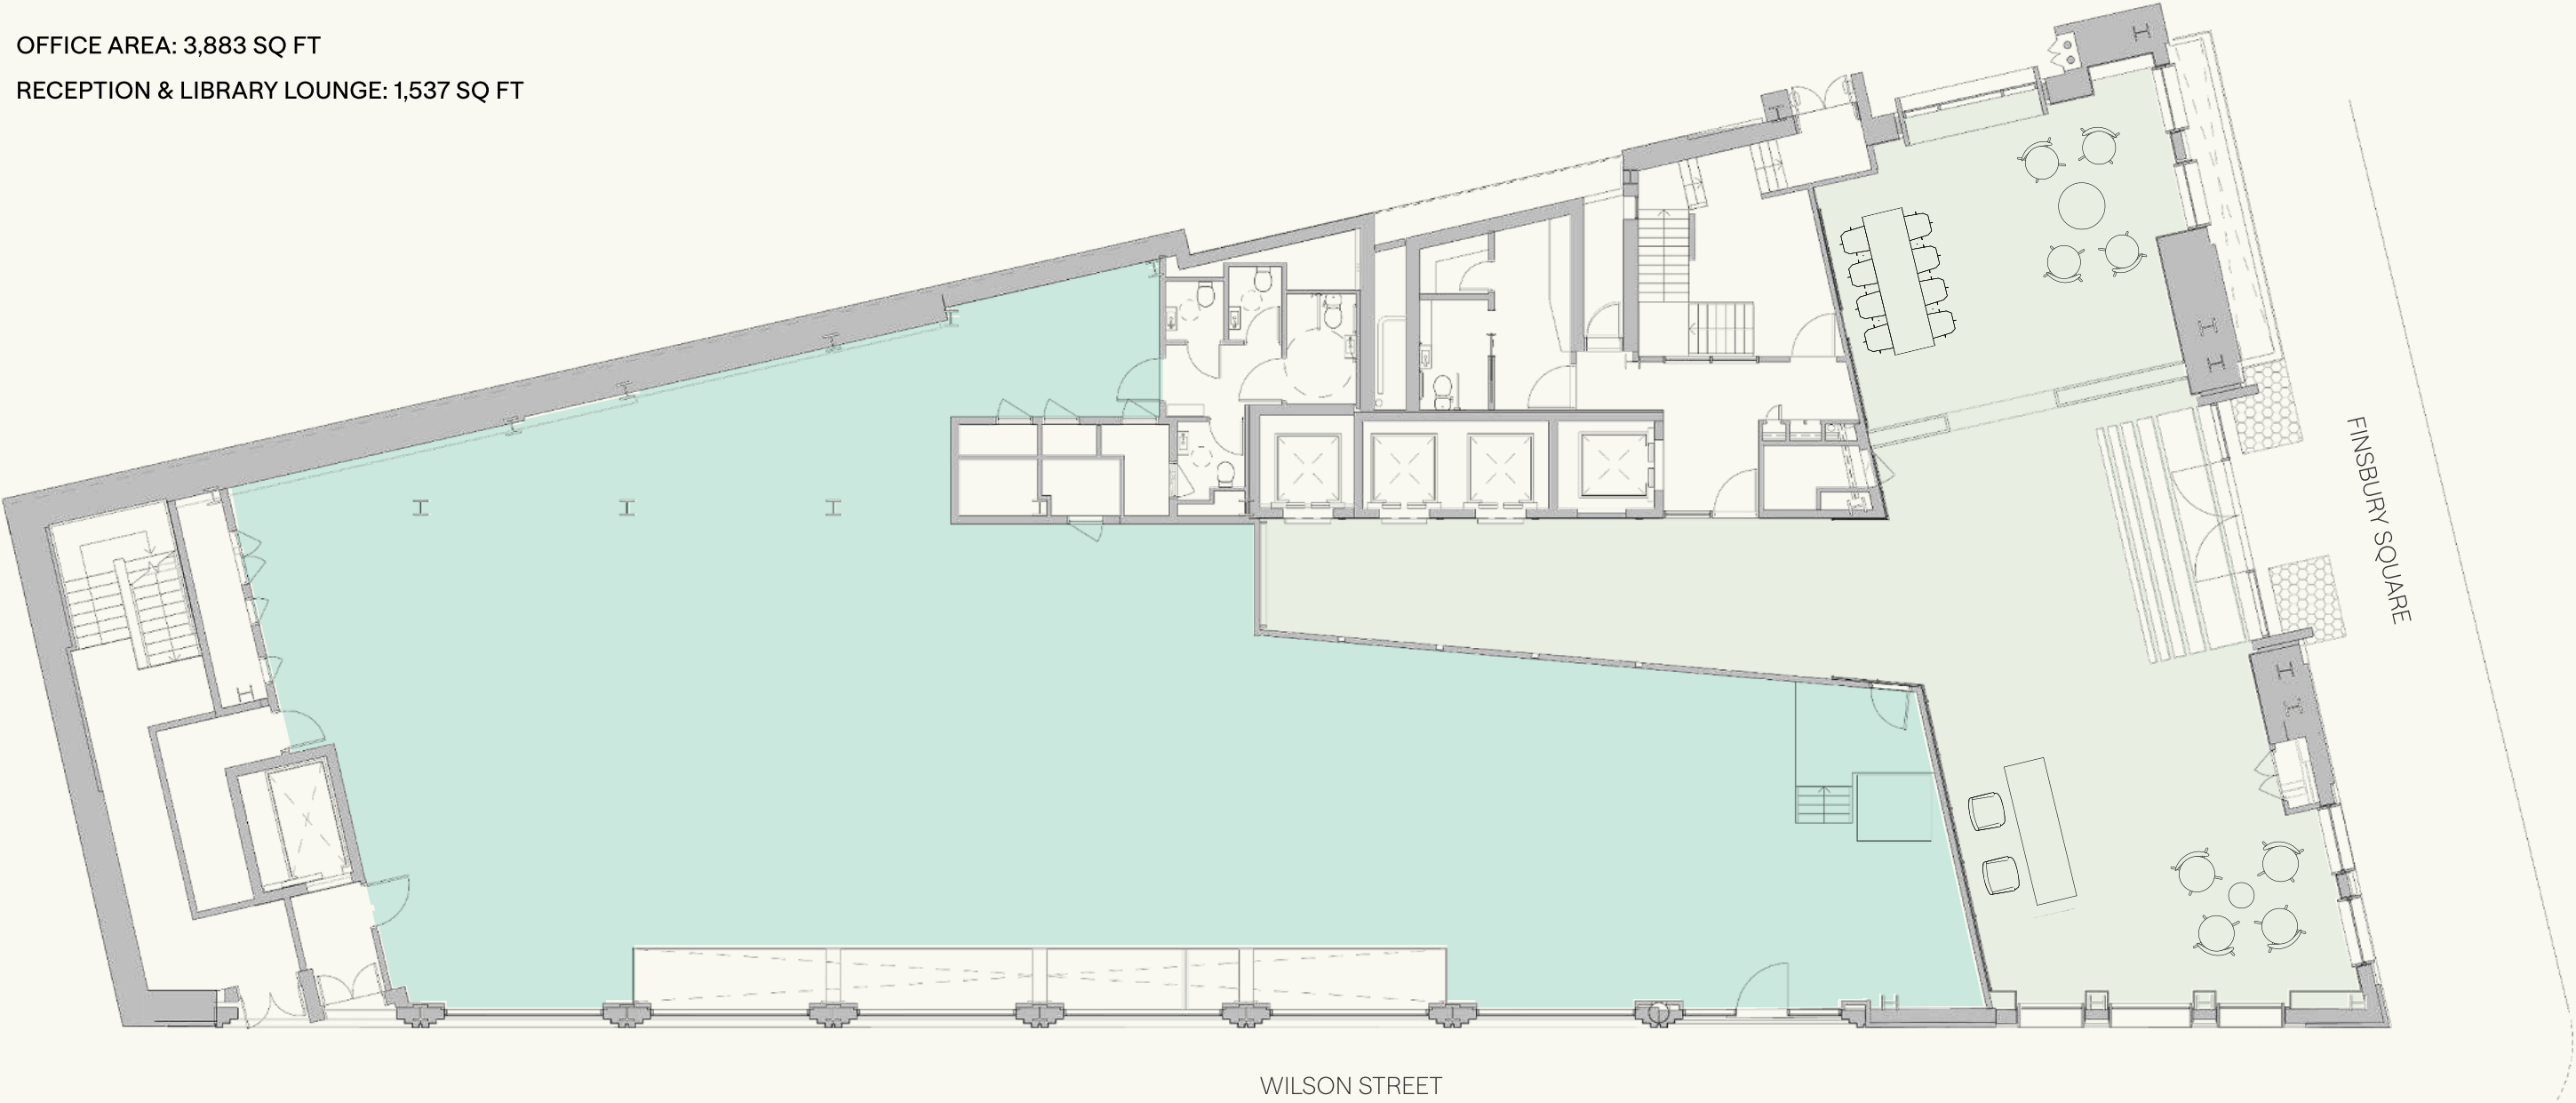 OFFICE AREA: 3,883 SQ FT
RECEPTION & LIBRARY LOUNGE: 1,537 SQ FT
FINSBURY SQUARE
WILSON STREET